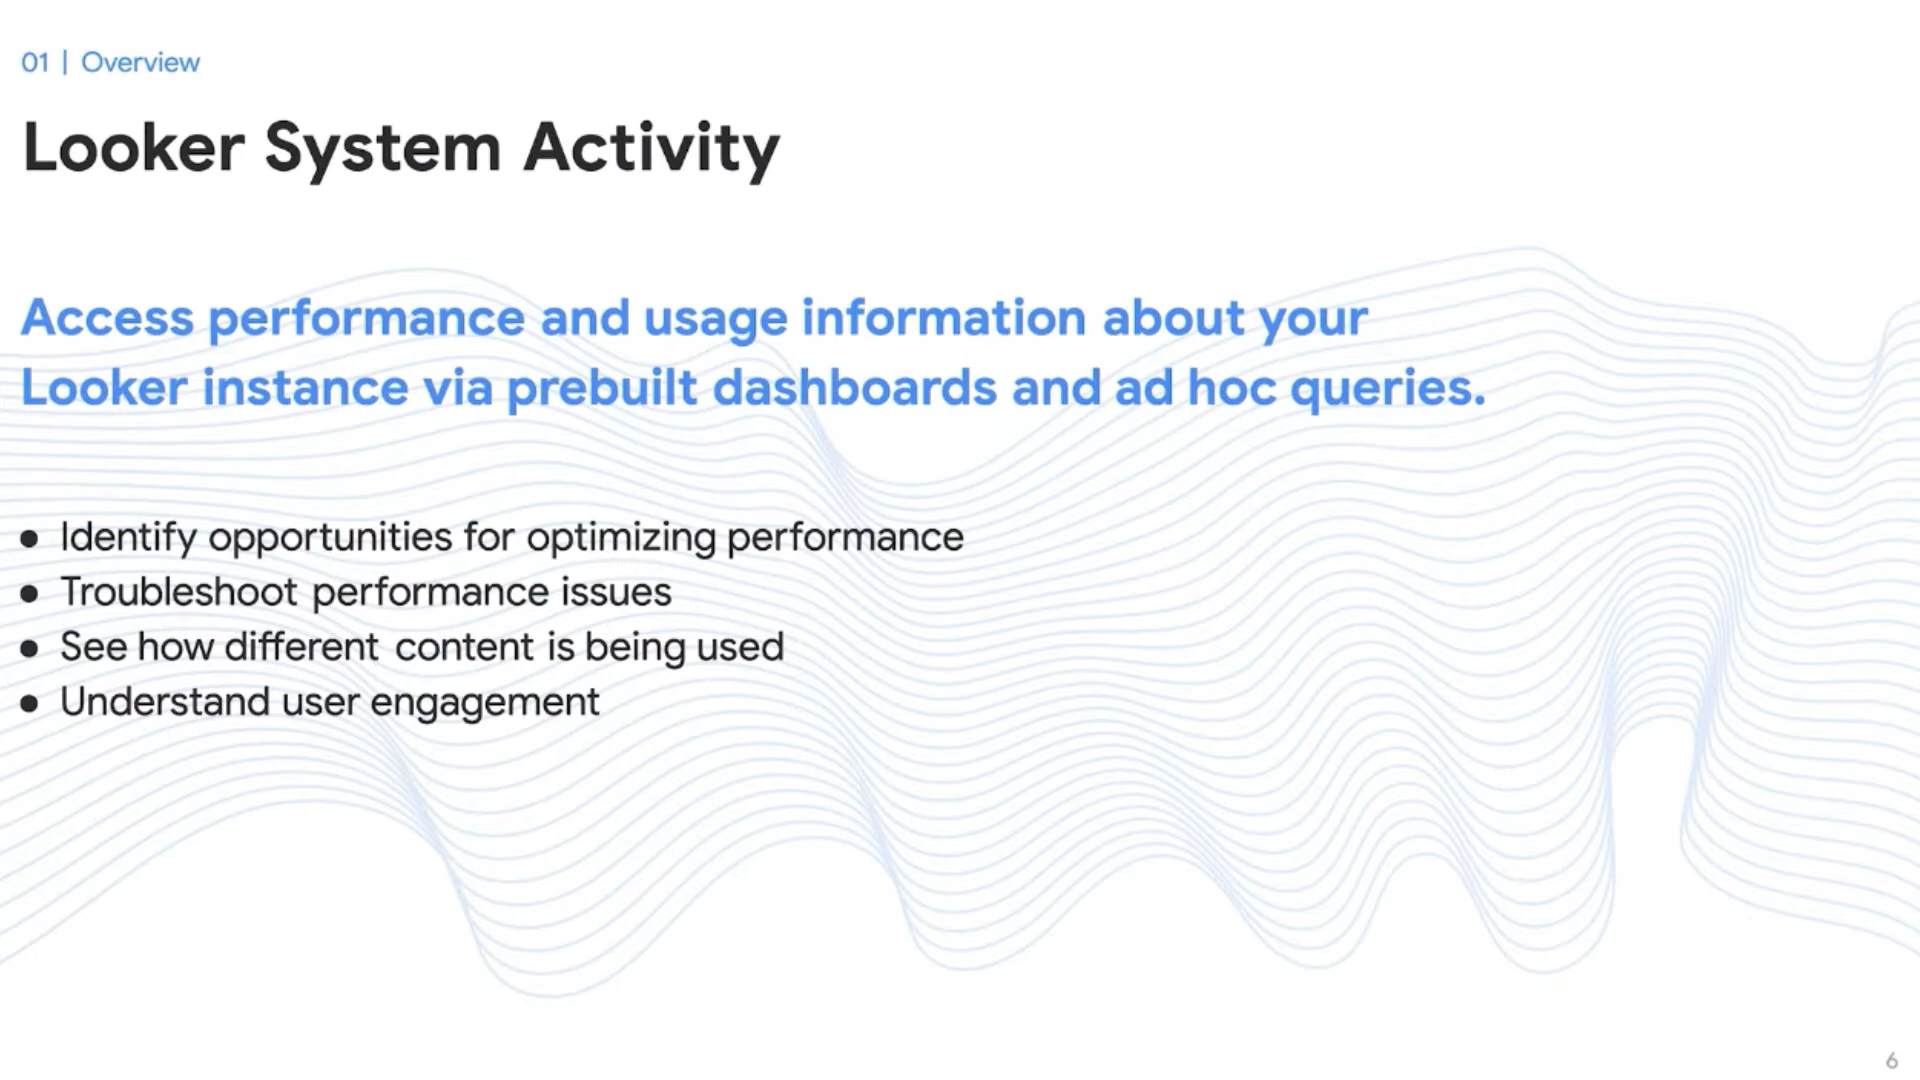 01 | Overview
Looker System Activity
Access performance and usage information about your
Looker instance via prebuilt dashboards and ad hoc queries.
● Identify opportunities for optimizing performance
● Troubleshoot performance issues
● See how different content is being used
● Understand user engagement
6